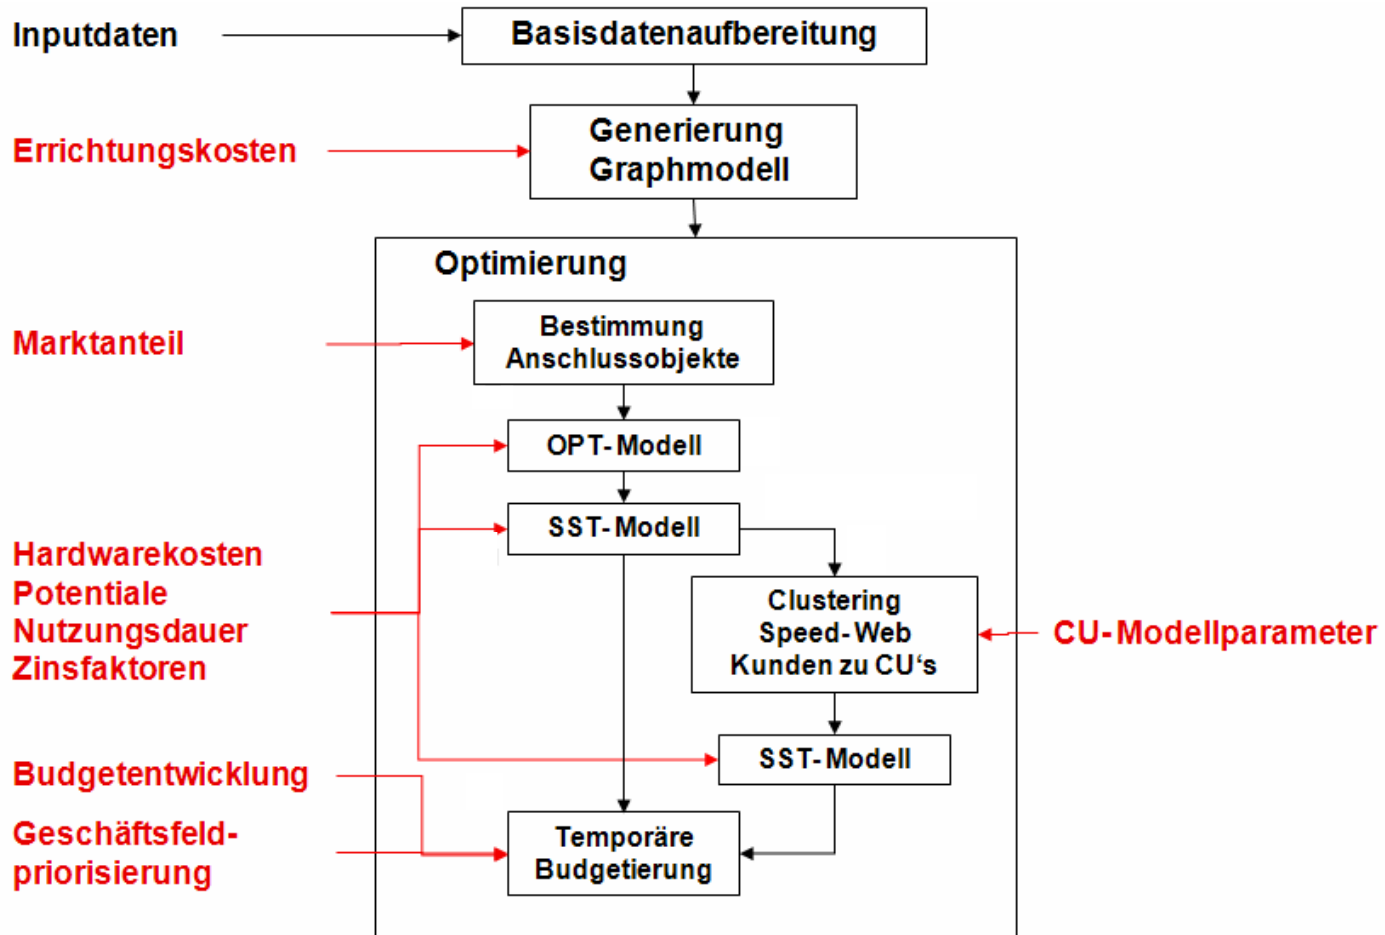 Inputdaten
Basisdatenaufbereitung
Errichtungskosten
Generierung
Graphmodell
Optimierung
Marktanteil
Bestimmung
Anschlussobjekte
OPT-Modell
SST-Modell
Hardwarekosten
Potentiale
Nutzungsdauer
Zinsfaktoren
Clustering
Speed-Web
Kunden zu CU‘s
CU-Modellparameter
SST-Modell
Budgetentwicklung
Geschäftsfeld-
priorisierung
Temporäre
Budgetierung